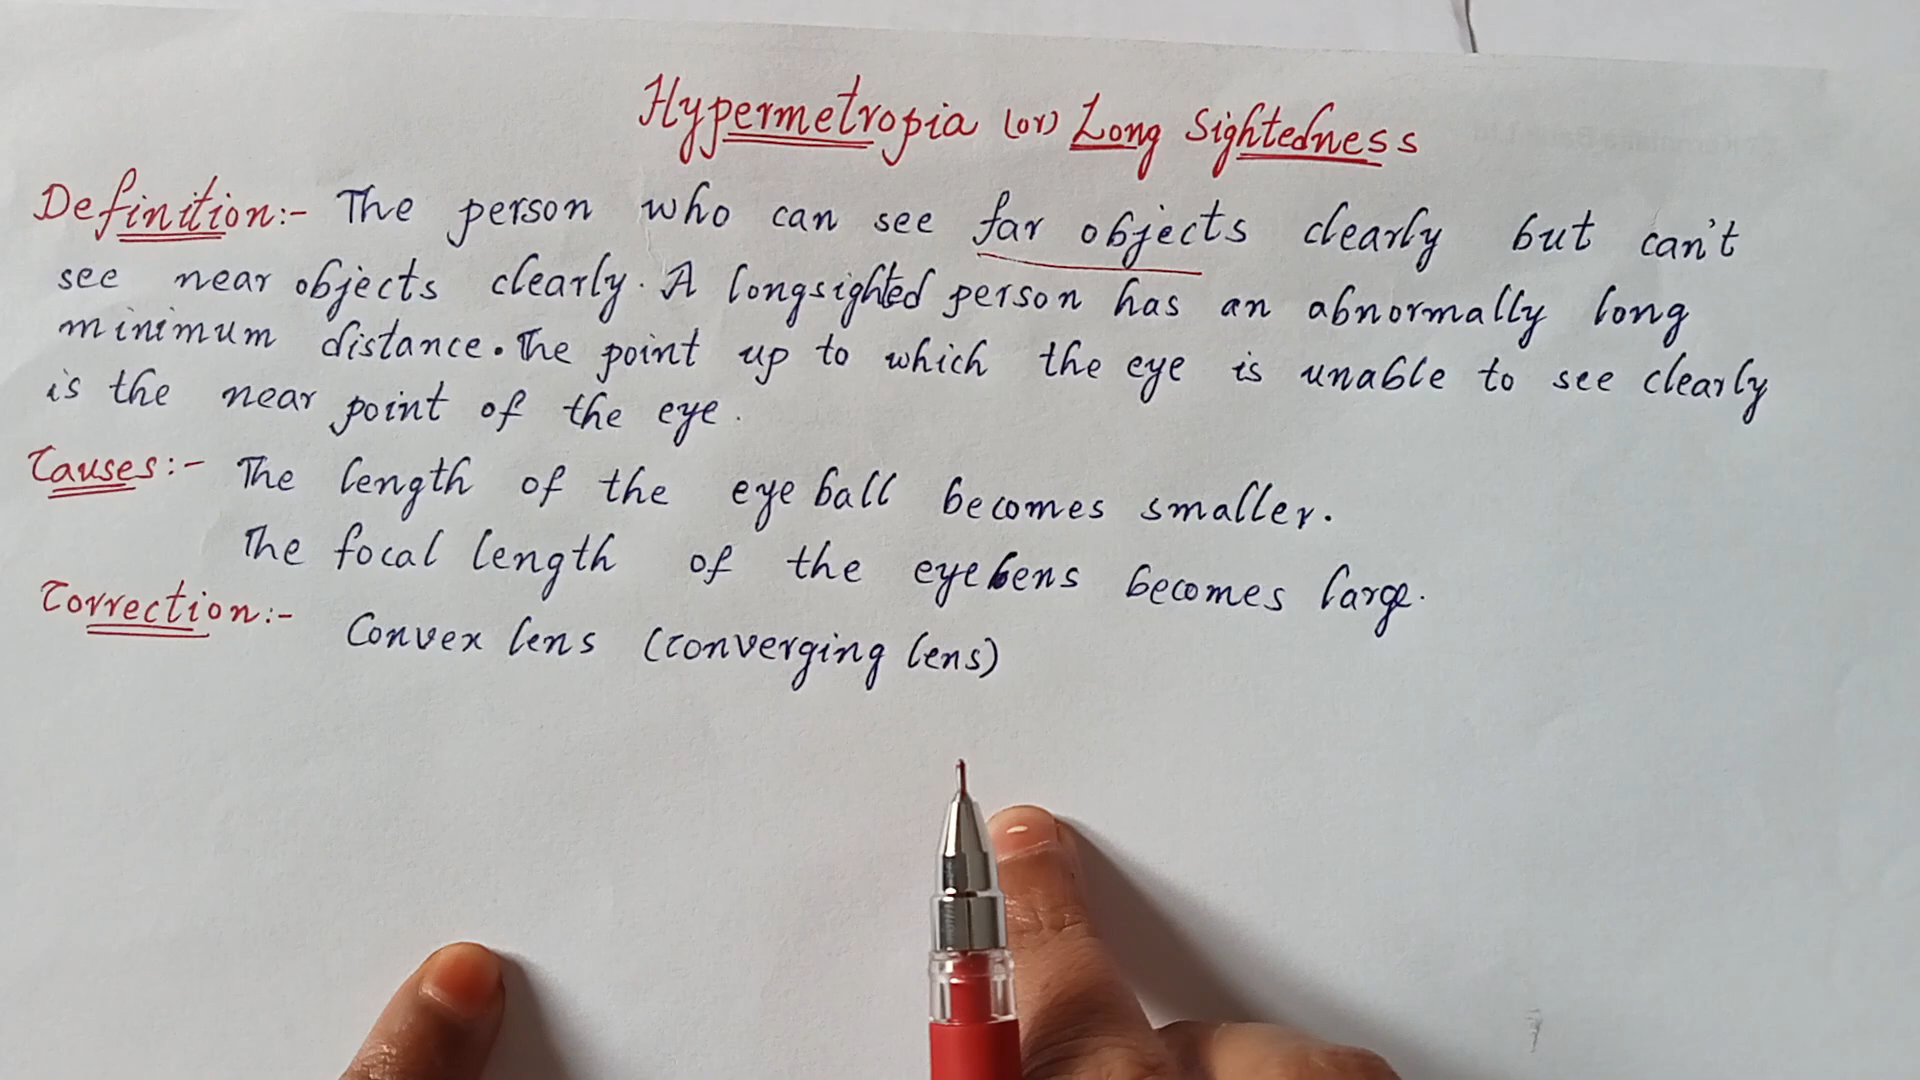 Hypermetropia (or) Long Sightedness
Definition:- The person who can see far objects clearly but can't
see near objects clearly. A longsighted person has an abnormally long
minimum distance. The point up to which the eye is unable to see clearly
is the near point of the eye.
Causes:- The length of the eye ball becomes smaller.
The focal length of the eyelens becomes large.
Correction:- Convex lens (converging lens)